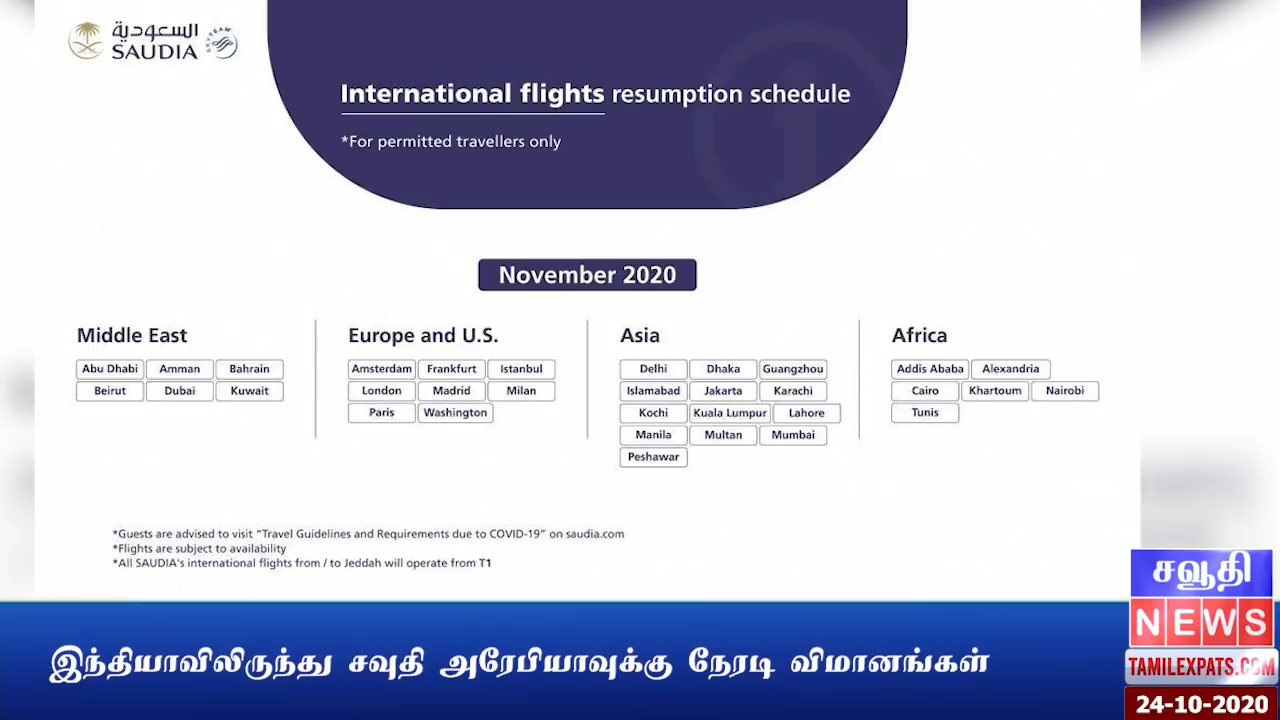 السعودية
SAUDIA
SKYTEAM
International flights resumption schedule
*For permitted travellers only
November 2020
Middle East
Abu Dhabi Amman Bahrain
Beirut Dubai Kuwait
Europe and U.S.
Amsterdam Frankfurt Istanbul
London Madrid Milan
Paris Washington
Asia
Delhi Dhaka Guangzhou
Islamabad Jakarta Karachi
Kochi Kuala Lumpur Lahore
Manila Multan Mumbai
Peshawar
Africa
Addis Ababa Alexandria
Cairo Khartoum Nairobi
Tunis
*Guests are advised to visit “Travel Guidelines and Requirements due to COVID-19” on saudia.com
*Flights are subject to availability
*All SAUDIA's international flights from / to Jeddah will operate from T1
இந்தியாவிலிருந்து சவுதி அரேபியாவுக்கு நேரடி விமானங்கள்
சவூதி
NEWS
TAMILEXPATS.COM
24-10-2020